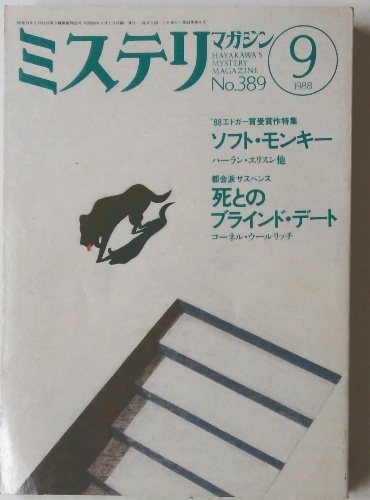 ミステリ
マガジン
HAYAKAWA'S
MYSTERY
MAGAZINE
No.389
9
1988
'88エドガー賞受賞作特集
ソフト・モンキー
ハーラン・エリスン他
都会派サスペンス
死との
ブラインド・デート
コーネル・ウールリッチ